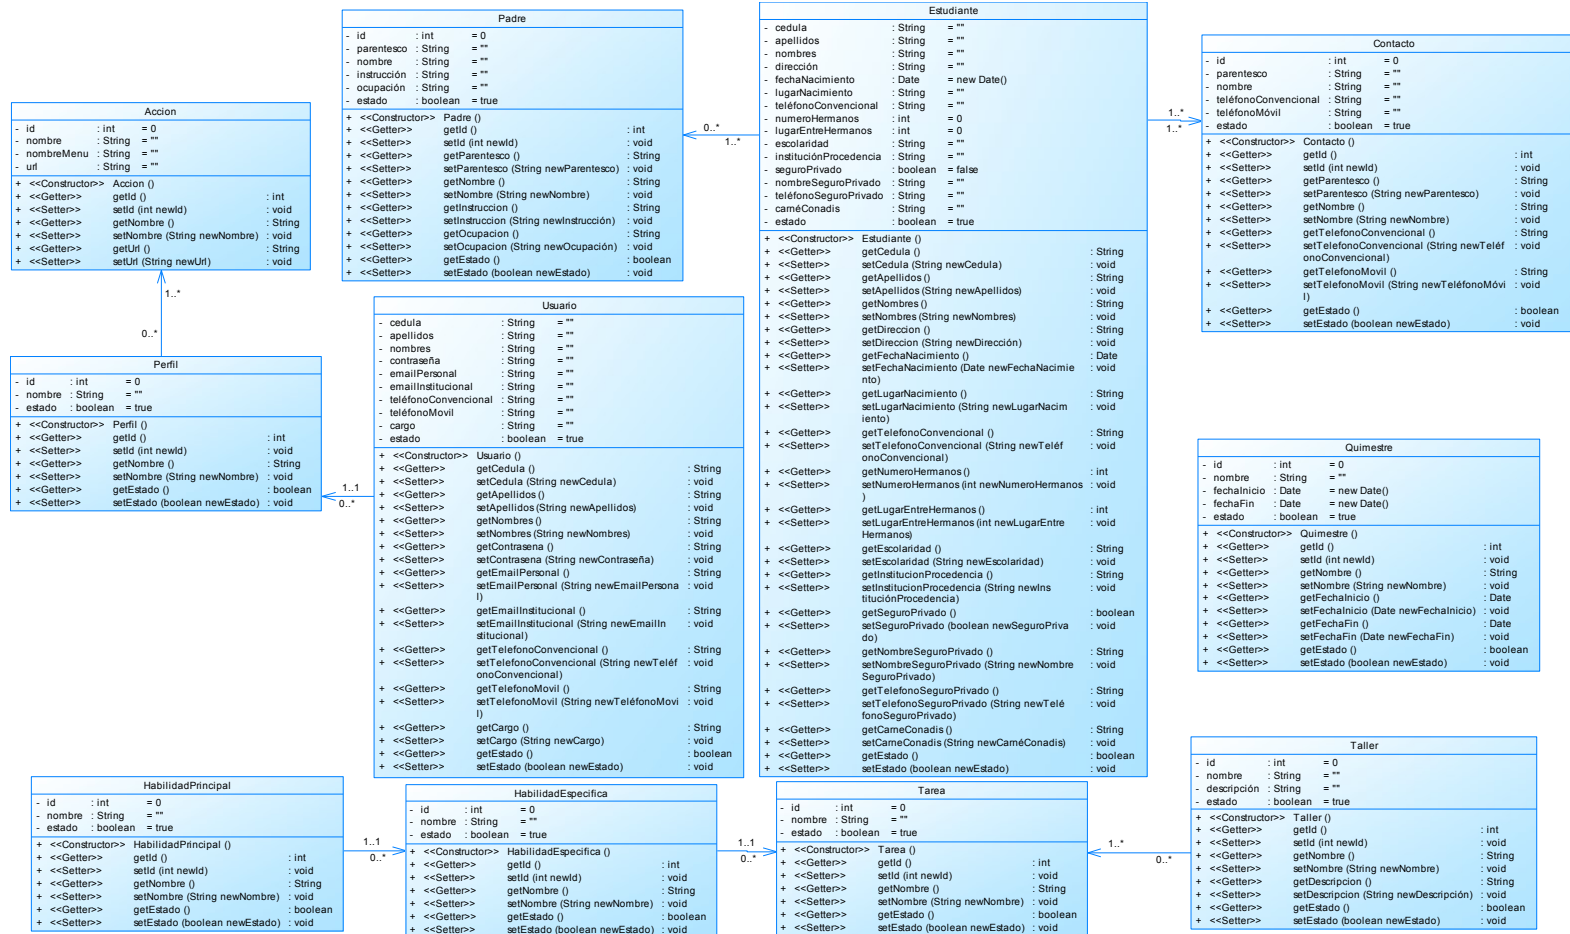 Accion
- id : int = 0
- nombre : String = ""
- nombreMenu : String = ""
- url : String = ""
+ <<Constructor>> Accion ()
+ <<Getter>> getId () : int
+ <<Setter>> setId (int newId) : void
+ <<Getter>> getNombre () : String
+ <<Setter>> setNombre (String newNombre) : void
+ <<Getter>> getUrl () : String
+ <<Setter>> setUrl (String newUrl) : void
1..*
0..*
Perfil
- id : int = 0
- nombre : String = ""
- estado : boolean = true
+ <<Constructor>> Perfil ()
+ <<Getter>> getId () : int
+ <<Setter>> setId (int newId) : void
+ <<Getter>> getNombre () : String
+ <<Setter>> setNombre (String newNombre) : void
+ <<Getter>> getEstado () : boolean
+ <<Setter>> setEstado (boolean newEstado) : void
1..1
0..*
Padre
- id : int = 0
- parentesco : String = ""
- nombre : String = ""
- instrucción : String = ""
- ocupación : String = ""
- estado : boolean = true
+ <<Constructor>> Padre ()
+ <<Getter>> getId () : int
+ <<Setter>> setId (int newId) : void
+ <<Getter>> getParentesco () : String
+ <<Setter>> setParentesco (String newParentesco) : void
+ <<Getter>> getNombre () : String
+ <<Setter>> setNombre (String newNombre) : void
+ <<Getter>> getInstruccion () : String
+ <<Setter>> setInstruccion (String newInstrucción) : void
+ <<Getter>> getOcupacion () : String
+ <<Setter>> setOcupacion (String newOcupación) : void
+ <<Getter>> getEstado () : boolean
+ <<Setter>> setEstado (boolean newEstado) : void
0..*
1..*
Usuario
- cedula : String = ""
- apellidos : String = ""
- nombres : String = ""
- contraseña : String = ""
- emailPersonal : String = ""
- emailInstitucional : String = ""
- teléfonoConvencional : String = ""
- teléfonoMovil : String = ""
- cargo : String = ""
- estado : boolean = true
+ <<Constructor>> Usuario ()
+ <<Getter>> getCedula () : String
+ <<Setter>> setCedula (String newCedula) : void
+ <<Getter>> getApellidos () : String
+ <<Setter>> setApellidos (String newApellidos) : void
+ <<Getter>> getNombres () : String
+ <<Setter>> setNombres (String newNombres) : void
+ <<Getter>> getContrasena () : String
+ <<Setter>> setContrasena (String newContraseña) : void
+ <<Getter>> getEmailPersonal () : String
+ <<Setter>> setEmailPersonal (String newEmailPersona : void
l)
+ <<Getter>> getEmailInstitucional () : String
+ <<Setter>> setEmailInstitucional (String newEmailIn : void
stitucional)
+ <<Getter>> getTelefonoConvencional () : String
+ <<Setter>> setTelefonoConvencional (String newTeléf : void
onoConvencional)
+ <<Getter>> getTelefonoMovil () : String
+ <<Setter>> setTelefonoMovil (String newTeléfonoMovi : void
l)
+ <<Getter>> getCargo () : String
+ <<Setter>> setCargo (String newCargo) : void
+ <<Getter>> getEstado () : boolean
+ <<Setter>> setEstado (boolean newEstado) : void
Estudiante
- cedula : String = ""
- apellidos : String = ""
- nombres : String = ""
- dirección : String = ""
- fechaNacimiento : Date = new Date()
- lugarNacimiento : String = ""
- teléfonoConvencional : String = ""
- numeroHermanos : int = 0
- lugarEntreHermanos : int = 0
- escolaridad : String = ""
- instituciónProcedencia : String = ""
- seguroPrivado : boolean = false
- nombreSeguroPrivado : String = ""
- teléfonoSeguroPrivado : String = ""
- carnéConadis : String = ""
- estado : boolean = true
+ <<Constructor>> Estudiante ()
+ <<Getter>> getCedula () : String
+ <<Setter>> setCedula (String newCedula) : void
+ <<Getter>> getApellidos () : String
+ <<Setter>> setApellidos (String newApellidos) : void
+ <<Getter>> getNombres () : String
+ <<Setter>> setNombres (String newNombres) : void
+ <<Getter>> getDireccion () : String
+ <<Setter>> setDireccion (String newDirección) : void
+ <<Getter>> getFechaNacimiento () : Date
+ <<Setter>> setFechaNacimiento (Date newFechaNacimie : void
nto)
+ <<Getter>> getLugarNacimiento () : String
+ <<Setter>> setLugarNacimiento (String newLugarNacim : void
iento)
+ <<Getter>> getTelefonoConvencional () : String
+ <<Setter>> setTelefonoConvencional (String newTeléf : void
onoConvencional)
+ <<Getter>> getNumeroHermanos () : int
+ <<Setter>> setNumeroHermanos (int newNumeroHermanos : void
)
+ <<Getter>> getLugarEntreHermanos () : int
+ <<Setter>> setLugarEntreHermanos (int newLugarEntre : void
Hermanos)
+ <<Getter>> getEscolaridad () : String
+ <<Setter>> setEscolaridad (String newEscolaridad) : void
+ <<Getter>> getInstitucionProcedencia () : String
+ <<Setter>> setInstitucionProcedencia (String newIns : void
tituciónProcedencia)
+ <<Getter>> getSeguroPrivado () : boolean
+ <<Setter>> setSeguroPrivado (boolean newSeguroPriva : void
do)
+ <<Getter>> getNombreSeguroPrivado () : String
+ <<Setter>> setNombreSeguroPrivado (String newNombre : void
SeguroPrivado)
+ <<Getter>> getTelefonoSeguroPrivado () : String
+ <<Setter>> setTelefonoSeguroPrivado (String newTelé : void
fonoSeguroPrivado)
+ <<Getter>> getCarneConadis () : String
+ <<Setter>> setCarneConadis (String newCarnéConadis) : void
+ <<Getter>> getEstado () : boolean
+ <<Setter>> setEstado (boolean newEstado) : void
1..*
1..*
Contacto
- id : int = 0
- parentesco : String = ""
- nombre : String = ""
- teléfonoConvencional : String = ""
- teléfonoMóvil : String = ""
- estado : boolean = true
+ <<Constructor>> Contacto ()
+ <<Getter>> getId () : int
+ <<Setter>> setId (int newId) : void
+ <<Getter>> getParentesco () : String
+ <<Setter>> setParentesco (String newParentesco) : void
+ <<Getter>> getNombre () : String
+ <<Setter>> setNombre (String newNombre) : void
+ <<Getter>> getTelefonoConvencional () : String
+ <<Setter>> setTelefonoConvencional (String newTeléf : void
onoConvencional)
+ <<Getter>> getTelefonoMovil () : String
+ <<Setter>> setTelefonoMovil (String newTeléfonoMóvi : void
l)
+ <<Getter>> getEstado () : boolean
+ <<Setter>> setEstado (boolean newEstado) : void
Quimestre
- id : int = 0
- nombre : String = ""
- fechaInicio : Date = new Date()
- fechaFin : Date = new Date()
- estado : boolean = true
+ <<Constructor>> Quimestre ()
+ <<Getter>> getId () : int
+ <<Setter>> setId (int newId) : void
+ <<Getter>> getNombre () : String
+ <<Setter>> setNombre (String newNombre) : void
+ <<Getter>> getFechaInicio () : Date
+ <<Setter>> setFechaInicio (Date newFechaInicio) : void
+ <<Getter>> getFechaFin () : Date
+ <<Setter>> setFechaFin (Date newFechaFin) : void
+ <<Getter>> getEstado () : boolean
+ <<Setter>> setEstado (boolean newEstado) : void
HabilidadPrincipal
- id : int = 0
- nombre : String = ""
- estado : boolean = true
+ <<Constructor>> HabilidadPrincipal ()
+ <<Getter>> getId () : int
+ <<Setter>> setId (int newId) : void
+ <<Getter>> getNombre () : String
+ <<Setter>> setNombre (String newNombre) : void
+ <<Getter>> getEstado () : boolean
+ <<Setter>> setEstado (boolean newEstado) : void
1..1
0..*
HabilidadEspecifica
- id : int = 0
- nombre : String = ""
- estado : boolean = true
+ <<Constructor>> HabilidadEspecifica ()
+ <<Getter>> getId () : int
+ <<Setter>> setId (int newId) : void
+ <<Getter>> getNombre () : String
+ <<Setter>> setNombre (String newNombre) : void
+ <<Getter>> getEstado () : boolean
+ <<Setter>> setEstado (boolean newEstado) : void
1..1
0..*
Tarea
- id : int = 0
- nombre : String = ""
- estado : boolean = true
+ <<Constructor>> Tarea ()
+ <<Getter>> getId () : int
+ <<Setter>> setId (int newId) : void
+ <<Getter>> getNombre () : String
+ <<Setter>> setNombre (String newNombre) : void
+ <<Getter>> getEstado () : boolean
+ <<Setter>> setEstado (boolean newEstado) : void
1..*
0..*
Taller
- id : int = 0
- nombre : String = ""
- descripción : String = ""
- estado : boolean = true
+ <<Constructor>> Taller ()
+ <<Getter>> getId () : int
+ <<Setter>> setId (int newId) : void
+ <<Getter>> getNombre () : String
+ <<Setter>> setNombre (String newNombre) : void
+ <<Getter>> getDescripcion () : String
+ <<Setter>> setDescripcion (String newDescripción) : void
+ <<Getter>> getEstado () : boolean
+ <<Setter>> setEstado (boolean newEstado) : void